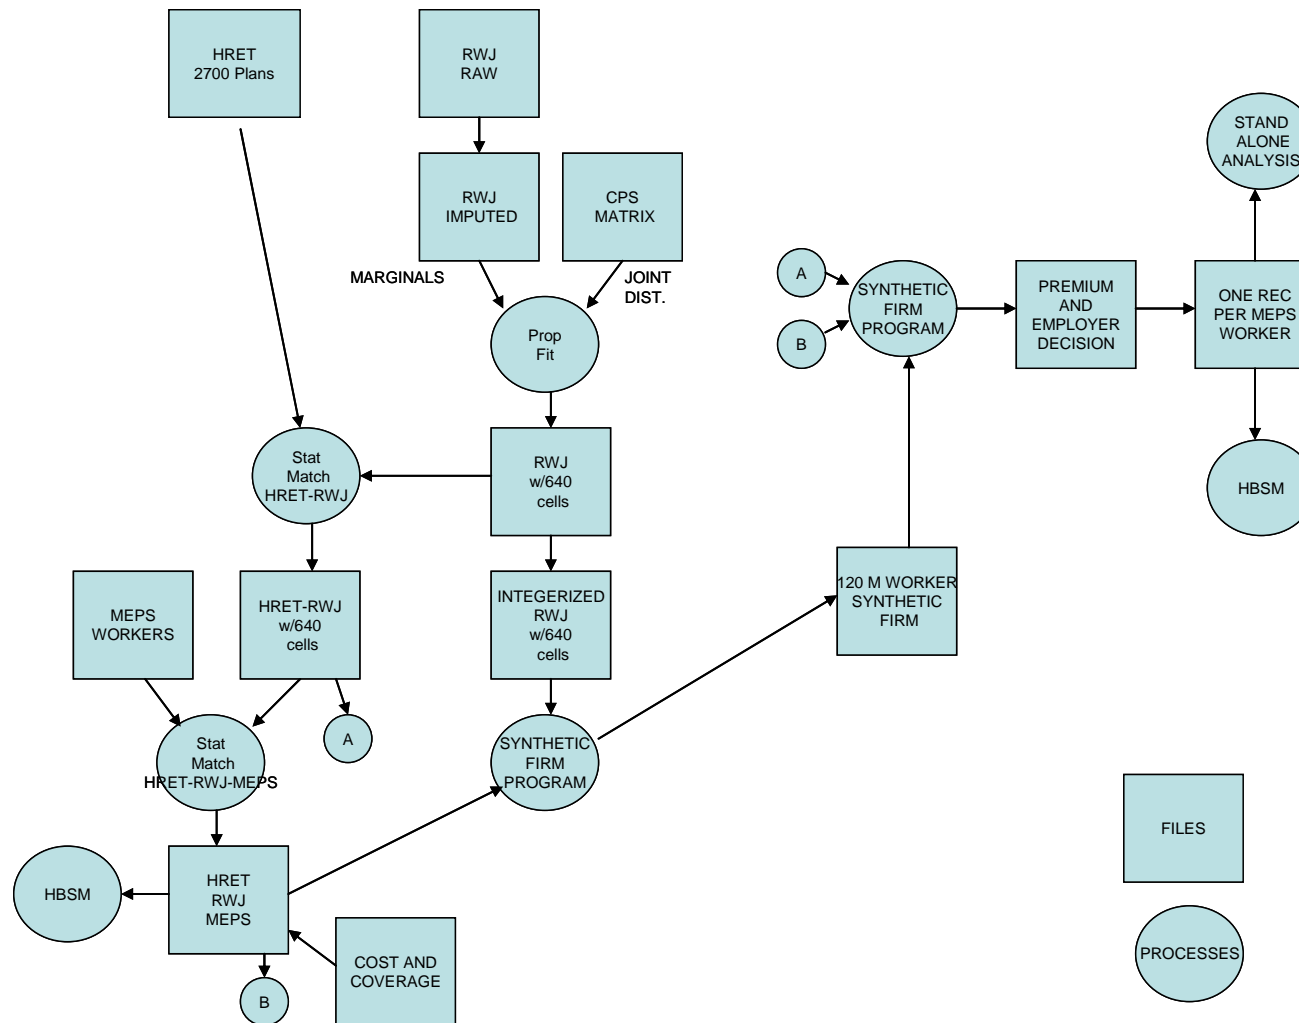 HRET
2700 Plans
RWJ
RAW
RWJ
IMPUTED
CPS
MATRIX
MARGINALS
JOINT
DIST.
Prop
Fit
Stat
Match
HRET-RWJ
RWJ
w/640
cells
MEPS
WORKERS
HRET-RWJ
w/640
cells
INTEGERIZED
RWJ
w/640
cells
Stat
Match
HRET-RWJ-MEPS
A
SYNTHETIC
FIRM
PROGRAM
HBSM
HRET
RWJ
MEPS
B
COST AND
COVERAGE
A
B
SYNTHETIC
FIRM
PROGRAM
PREMIUM
AND
EMPLOYER
DECISION
ONE REC
PER MEPS
WORKER
STAND
ALONE
ANALYSIS
HBSM
120 M WORKER
SYNTHETIC
FIRM
FILES
PROCESSES